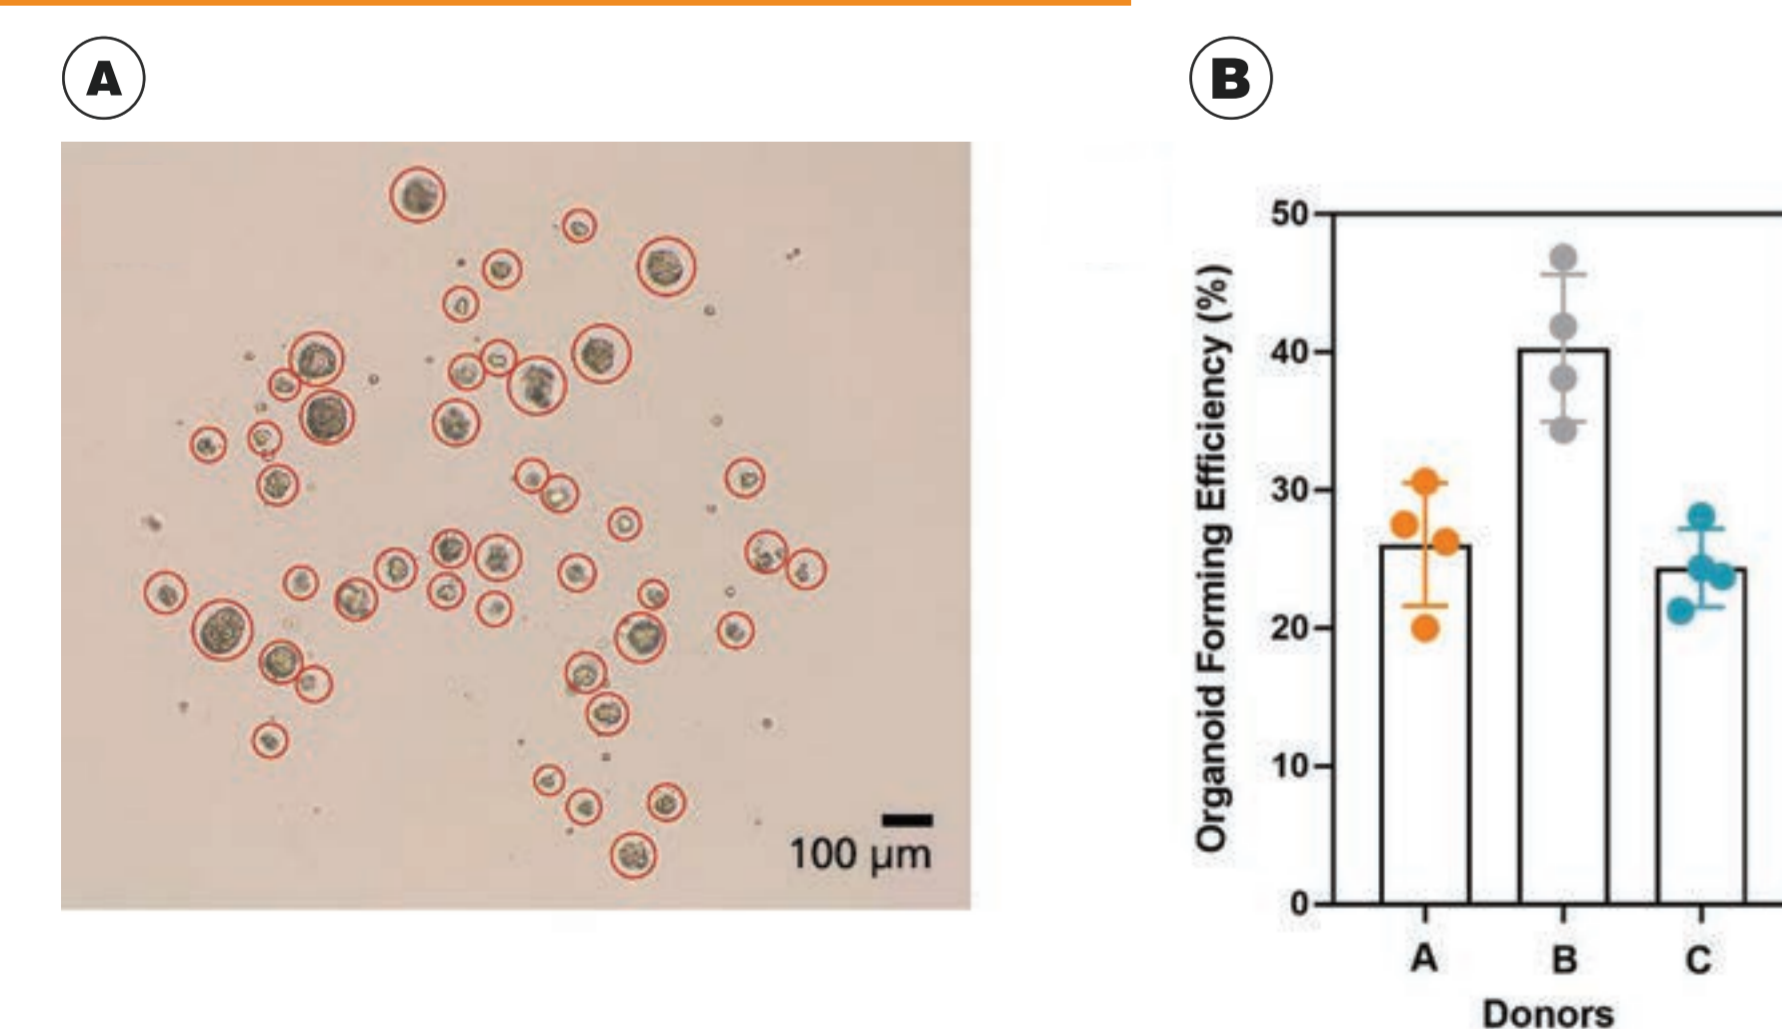 A
B
100 µm
Organoid Forming Efficiency (%)
50
40
30
20
10
0
A B C
Donors